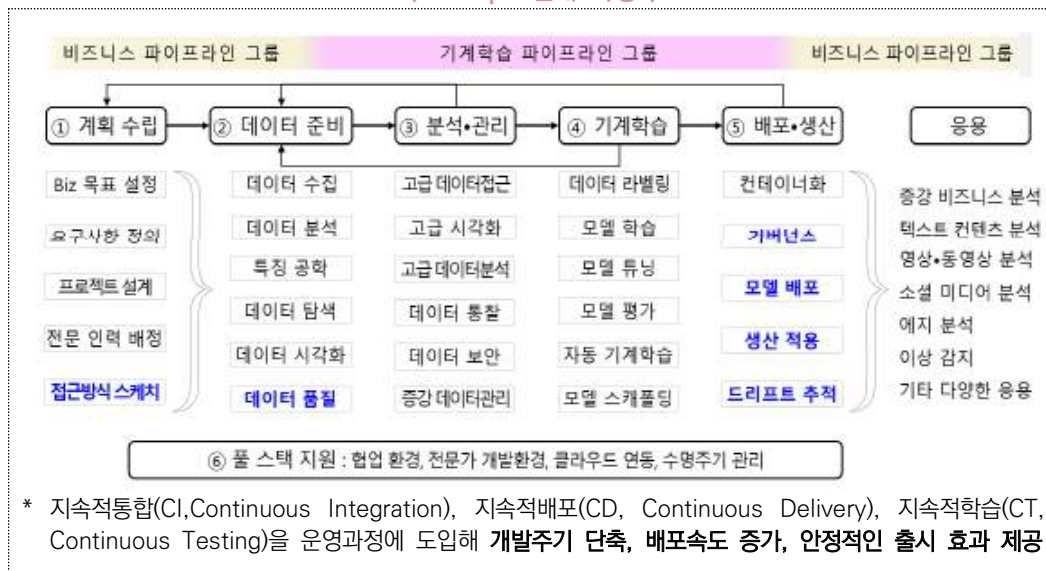 비즈니스 파이프라인 그룹 기계학습 파이프라인 그룹 비즈니스 파이프라인 그룹
① 계획 수립 ② 데이터 준비 ③ 분석•관리 ④ 기계학습 ⑤ 배포•생산 응용
Biz 목표 설정
요구사항 정의
프로젝트 설계
전문 인력 배정
접근방식 스케치
데이터 수집
데이터 분석
특징 공학
데이터 탐색
데이터 시각화
데이터 품질
고급 데이터접근
고급 시각화
고급 데이터분석
데이터 통찰
데이터 보안
증강 데이터관리
데이터 라벨링
모델 학습
모델 튜닝
모델 평가
자동 기계학습
모델 스캐폴딩
컨테이너화
거버넌스
모델 배포
생산 적용
드리프트 추적
증강 비즈니스 분석
텍스트 컨텐츠 분석
영상•동영상 분석
소셜 미디어 분석
에지 분석
이상 감지
기타 다양한 응용
⑥ 풀 스택 지원 : 협업 환경, 전문가 개발환경, 클라우드 연동, 수명주기 관리
* 지속적통합(CI,Continuous Integration), 지속적배포(CD, Continuous Delivery), 지속적학습(CT,
Continuous Testing)을 운영과정에 도입해 개발주기 단축, 배포속도 증가, 안정적인 출시 효과 제공